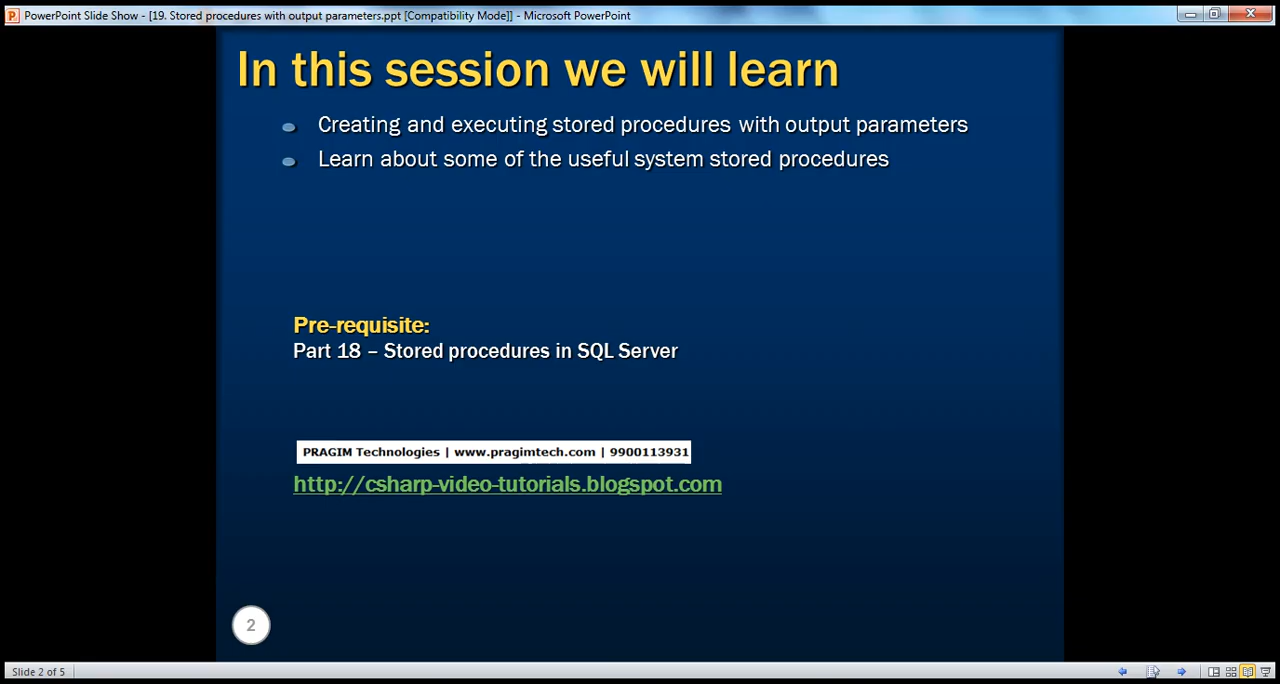 PowerPoint Slide Show - [19. Stored procedures with output parameters.ppt [Compatibility Mode]] - Microsoft PowerPoint
In this session we will learn
Creating and executing stored procedures with output parameters
Learn about some of the useful system stored procedures
Pre-requisite:
Part 18 – Stored procedures in SQL Server
PRAGIM Technologies | www.pragimtech.com | 9900113931
http://csharp-video-tutorials.blogspot.com
2
Slide 2 of 5